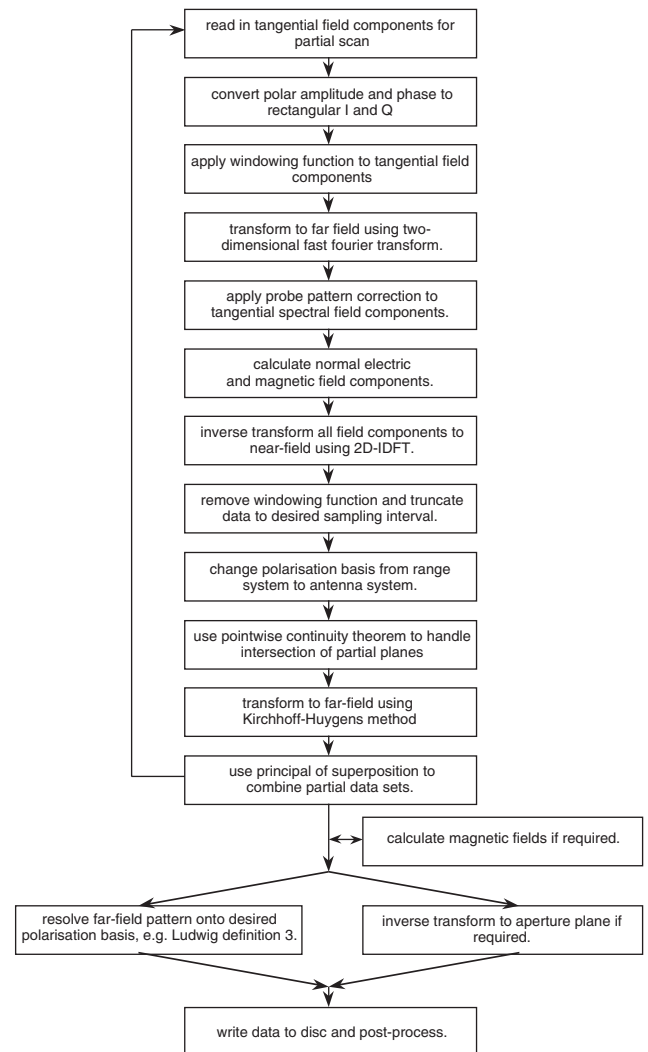 read in tangential field components for
partial scan
convert polar amplitude and phase to
rectangular I and Q
apply windowing function to tangential field
components
transform to far field using two-
dimensional fast fourier transform.
apply probe pattern correction to
tangential spectral field components.
calculate normal electric
and magnetic field components.
inverse transform all field components to
near-field using 2D-IDFT.
remove windowing function and truncate
data to desired sampling interval.
change polarisation basis from range
system to antenna system.
use pointwise continuity theorem to handle
intersection of partial planes
transform to far-field using
Kirchhoff-Huygens method
use principal of superposition to
combine partial data sets.
calculate magnetic fields if required.
resolve far-field pattern onto desired
polarisation basis, e.g. Ludwig definition 3.
inverse transform to aperture plane if
required.
write data to disc and post-process.